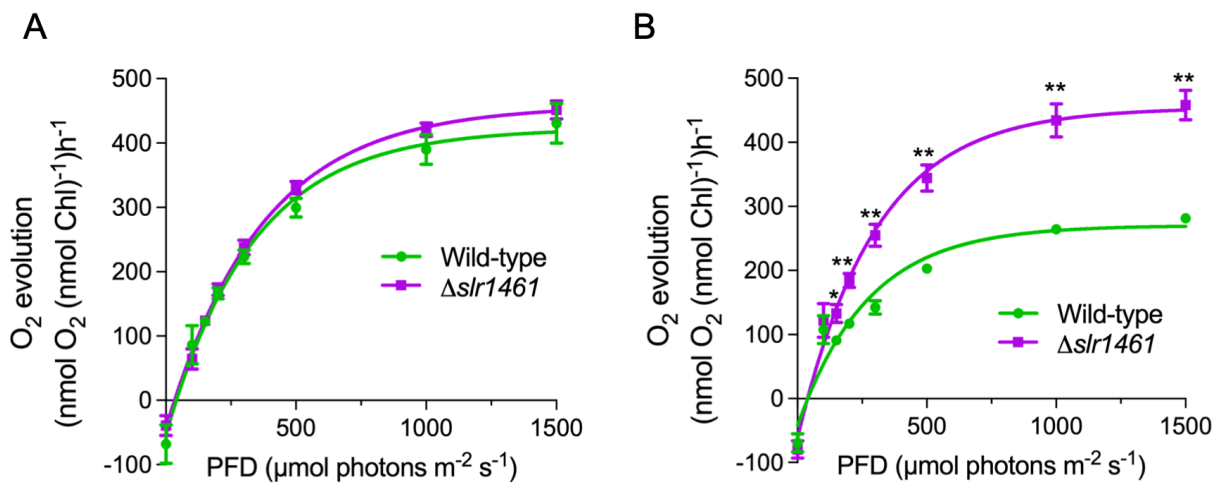 A
B
500
400
300
200
100
0
-100
O₂ evolution
(nmol O₂ (nmol Chl)⁻¹)h⁻¹
Wild-type
Δslr1461
500
1000
1500
PFD (µmol photons m⁻² s⁻¹)
500
400
300
200
100
0
-100
O₂ evolution
(nmol O₂ (nmol Chl)⁻¹)h⁻¹
*
**
**
**
**
**
Wild-type
Δslr1461
500
1000
1500
PFD (µmol photons m⁻² s⁻¹)